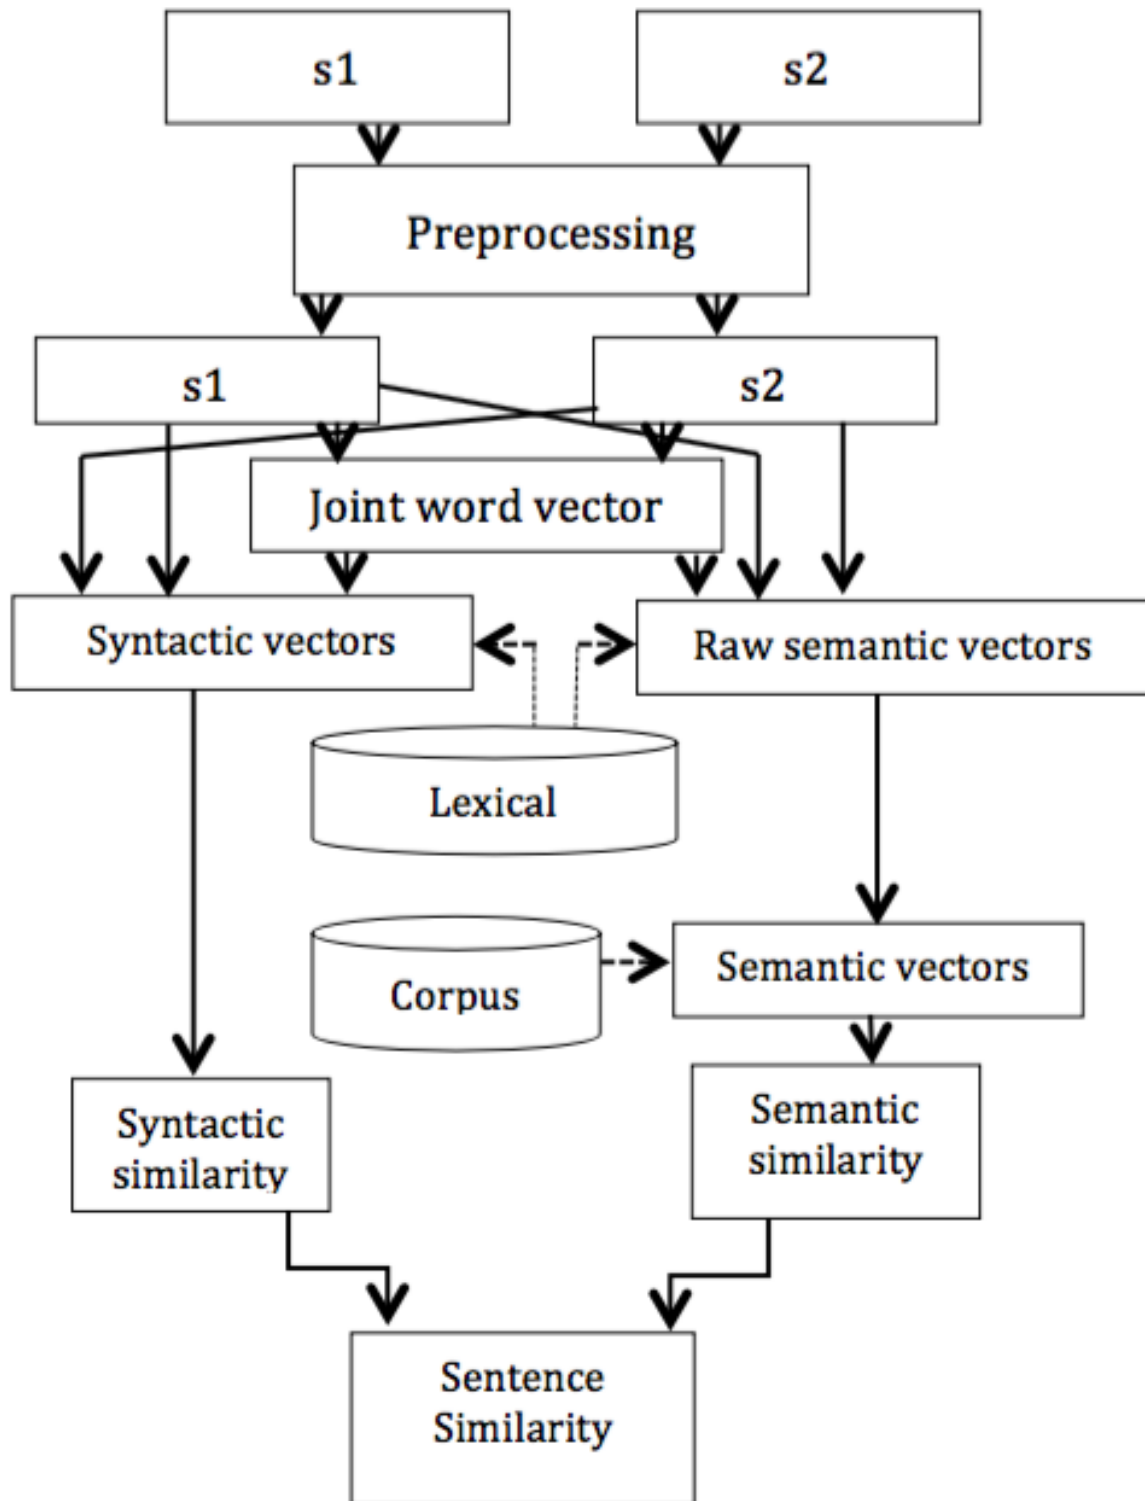 s1
s2
Preprocessing
s1
s2
Joint word vector
Syntactic vectors
Raw semantic vectors
Lexical
Corpus
Semantic vectors
Syntactic
similarity
Semantic
similarity
Sentence
Similarity